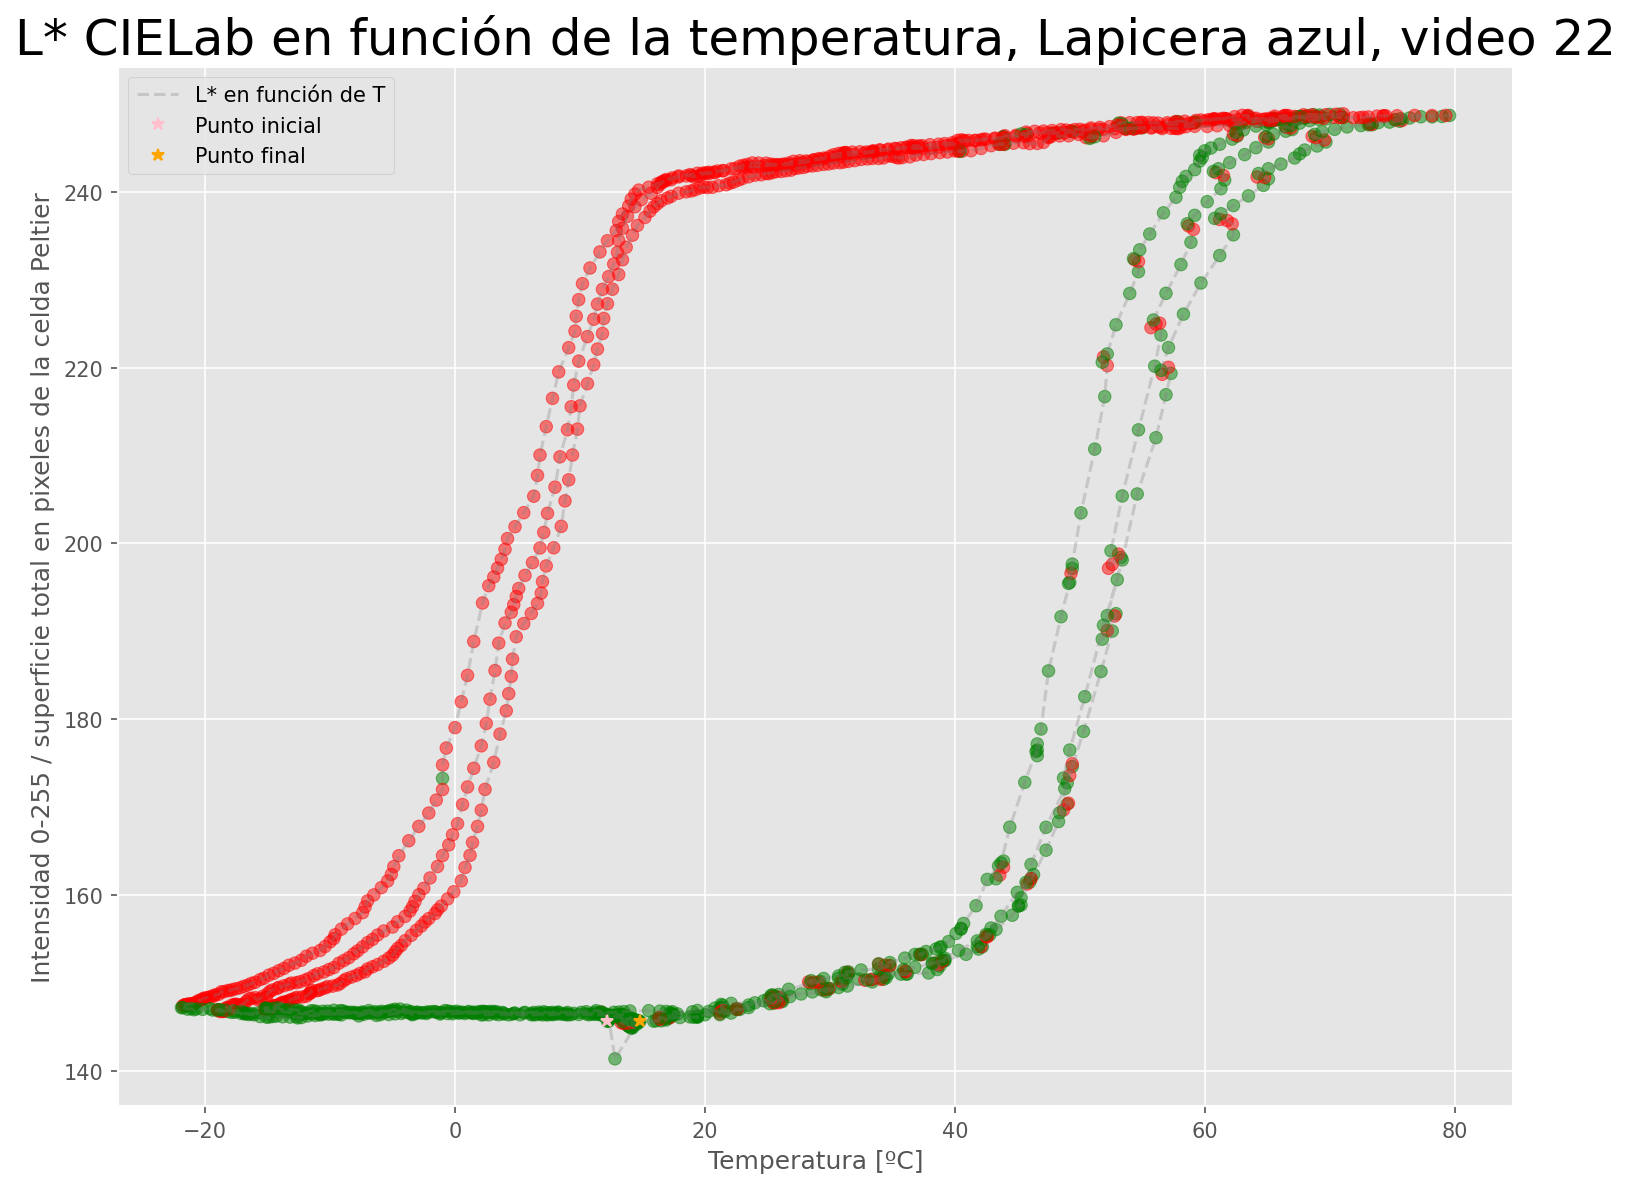 L* CIELab en función de la temperatura, Lapicera azul, video 22
L* en función de T
Punto inicial
Punto final
Intensidad 0-255 / superficie total en pixeles de la celda Peltier
240
220
200
180
160
140
−20
0
20
40
60
80
Temperatura [ºC]